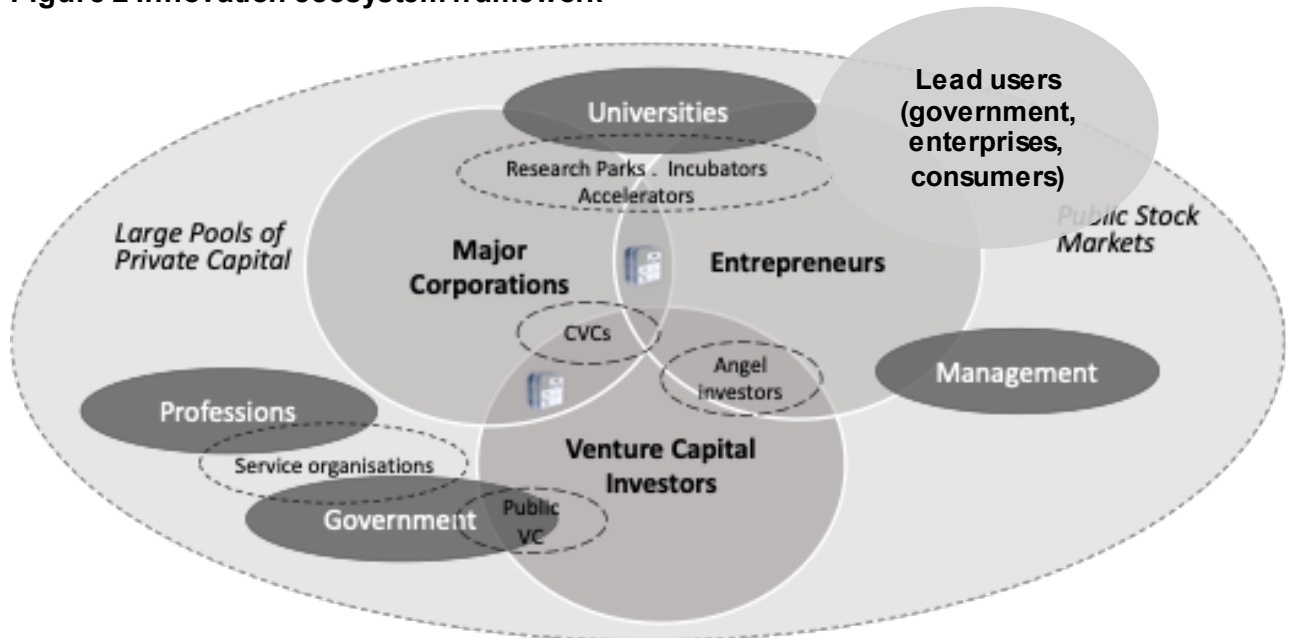 Figure 2 Innovation ecosystem framework
Lead users
(government,
enterprises,
consumers)
Universities
Research Parks . Incubators
Accelerators
Large Pools of
Private Capital
Public Stock
Markets
Major
Corporations
Entrepreneurs
CVCs
Angel
investors
Management
Professions
Service organisations
Venture Capital
Investors
Government
Public
VC